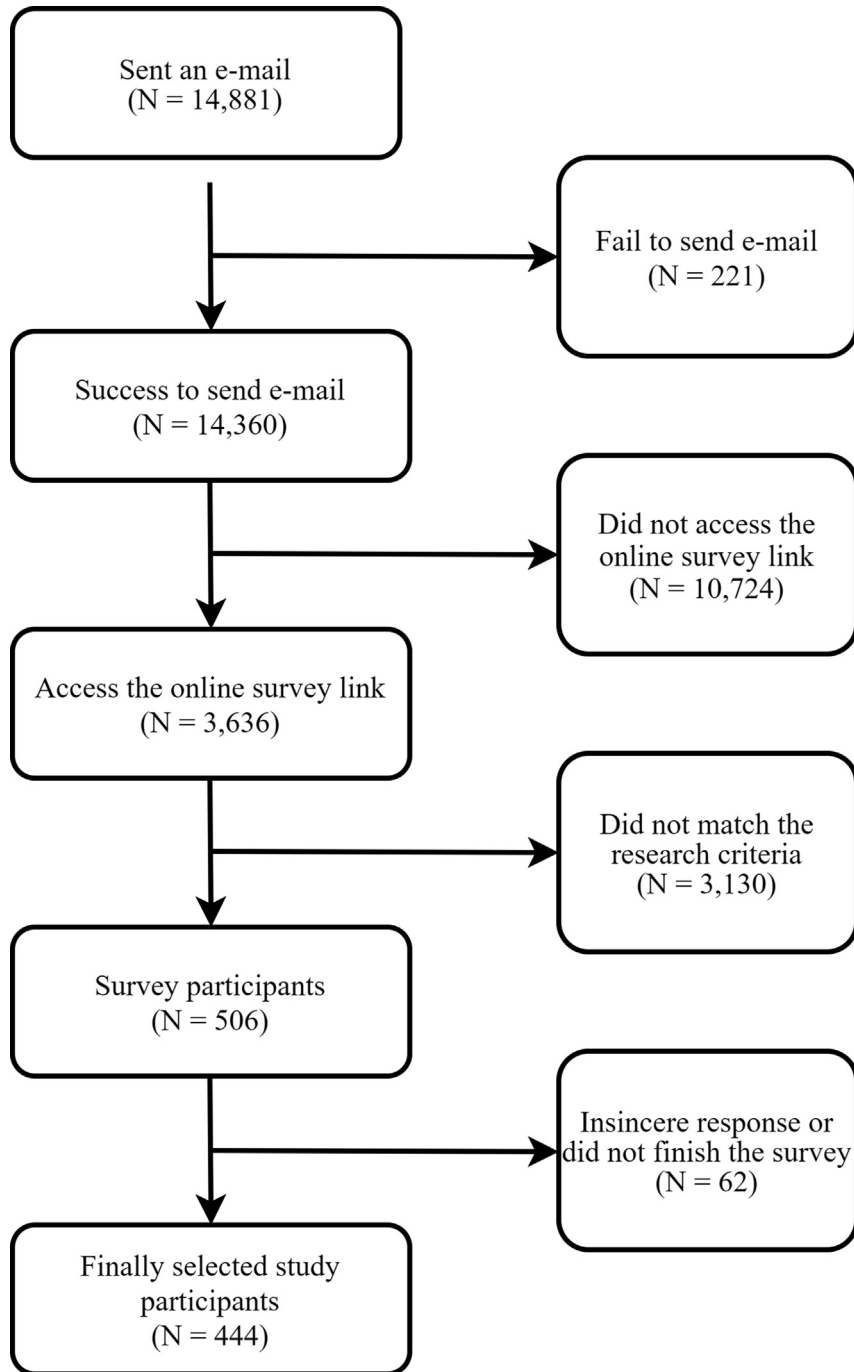 Sent an e-mail
(N = 14,881)
Fail to send e-mail
(N = 221)
Success to send e-mail
(N = 14,360)
Did not access the
online survey link
(N = 10,724)
Access the online survey link
(N = 3,636)
Did not match the
research criteria
(N = 3,130)
Survey participants
(N = 506)
Insincere response or
did not finish the survey
(N = 62)
Finally selected study
participants
(N = 444)